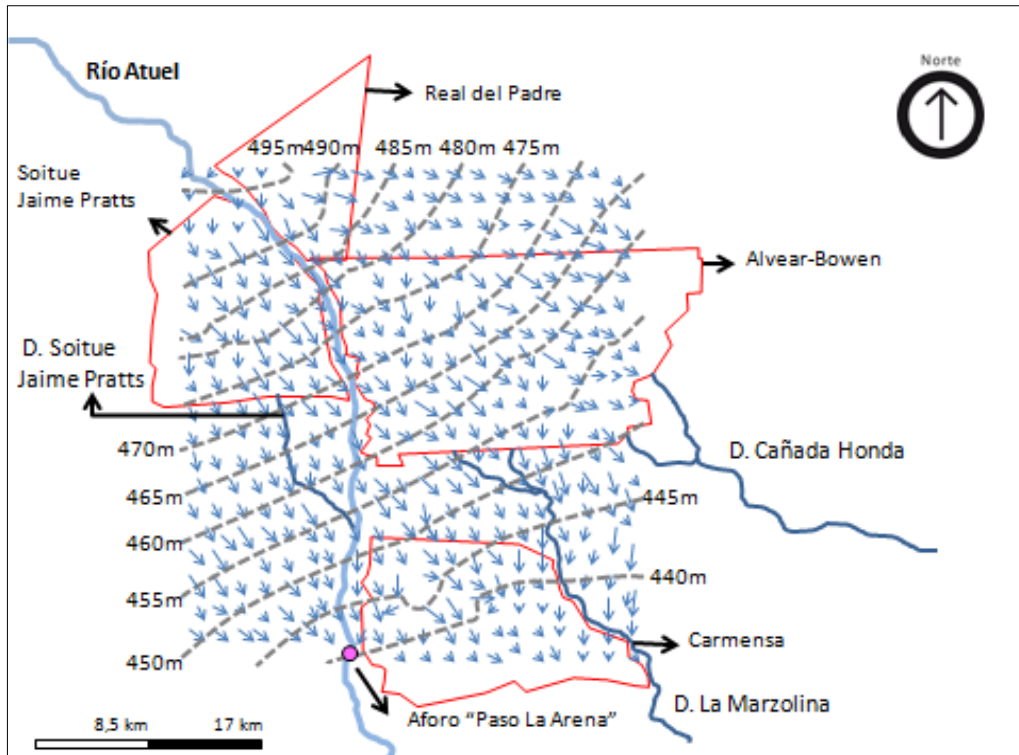 Norte
Río Atuel
Real del Padre
495m 490m 485m 480m 475m
Soitue
Jaime Pratts
Alvear-Bowen
D. Soitue
Jaime Pratts
470m
D. Cañada Honda
465m
445m
460m
440m
455m
Carmensa
450m
D. La Marzolina
Aforo “Paso La Arena”
8,5 km 17 km